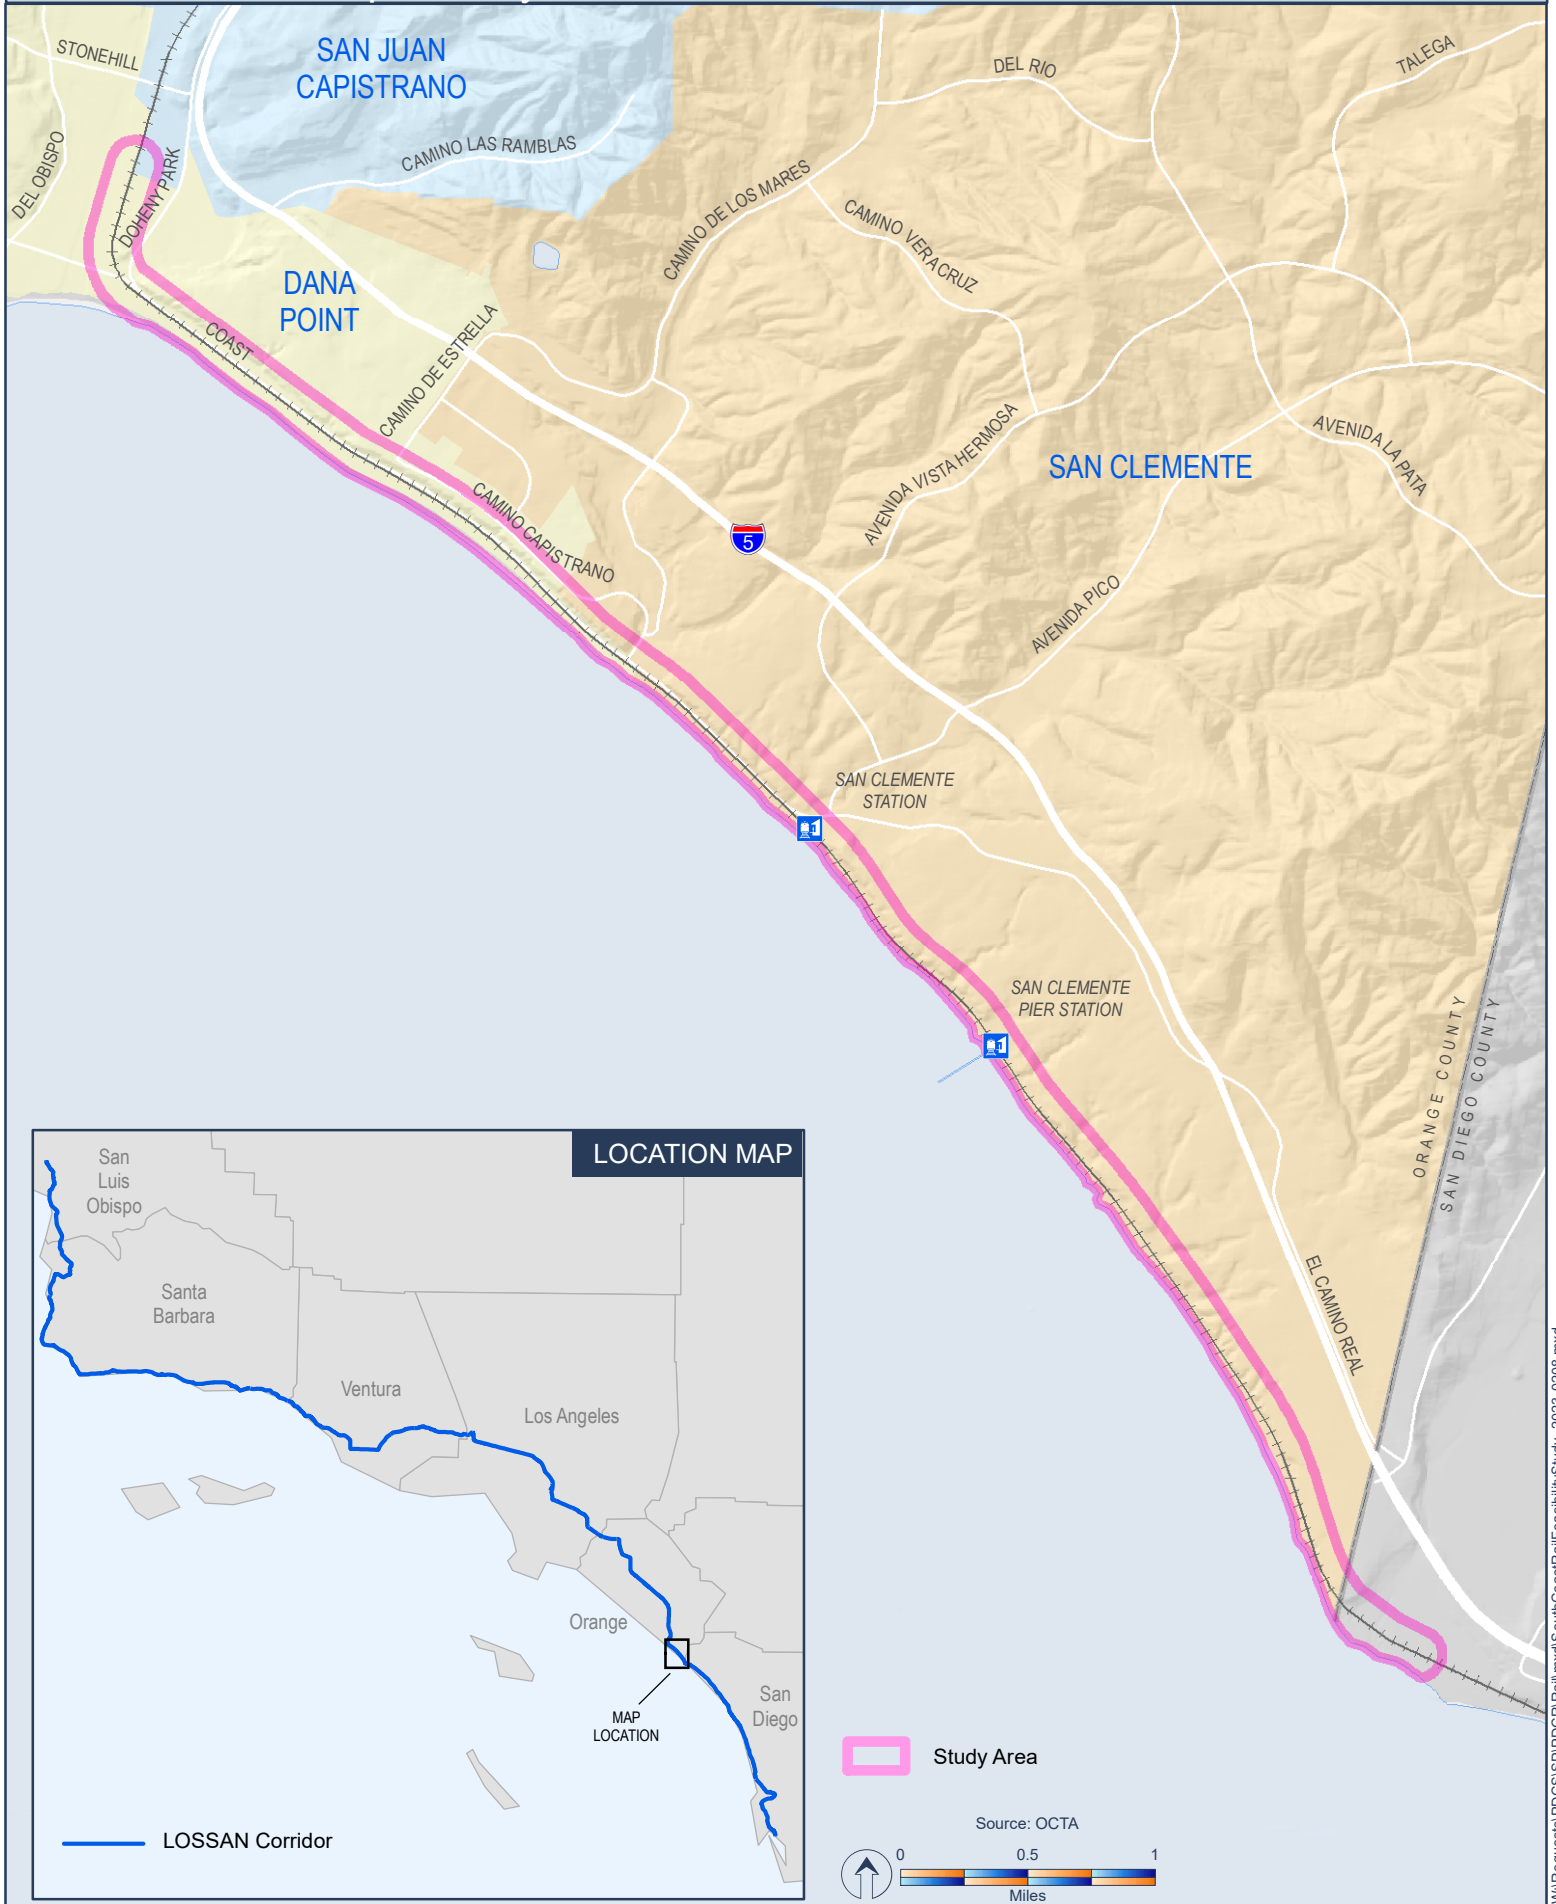 STONEHILL
SAN JUAN
CAPISTRANO
DEL RIO
TALEGA
DEL OBISPO
DOHENY PARK
CAMINO LAS RAMBLAS
CAMINO DE LOS MARES
CAMINO VERA CRUZ
DANA
POINT
COAST
CAMINO DE ESTRELLA
AVENIDA VISTA HERMOSA
SAN CLEMENTE
AVENIDA LA PATA
CAMINO CAPISTRANO
5
AVENIDA PICO
SAN CLEMENTE
STATION
SAN CLEMENTE
PIER STATION
ORANGE COUNTY
SAN DIEGO COUNTY
EL CAMINO REAL
LOCATION MAP
San
Luis
Obispo
Santa
Barbara
Ventura
Los Angeles
Orange
San
Diego
MAP
LOCATION
LOSSAN Corridor
Study Area
Source: OCTA
0 0.5 1
Miles